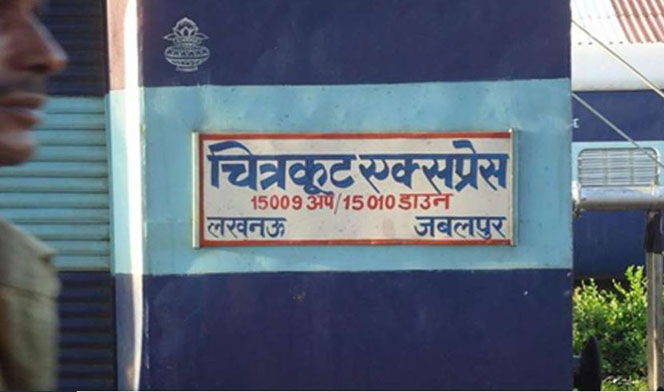 चित्रकूट एक्सप्रेस
15009 अप/15010 डाउन
लखनऊ जबलपुर